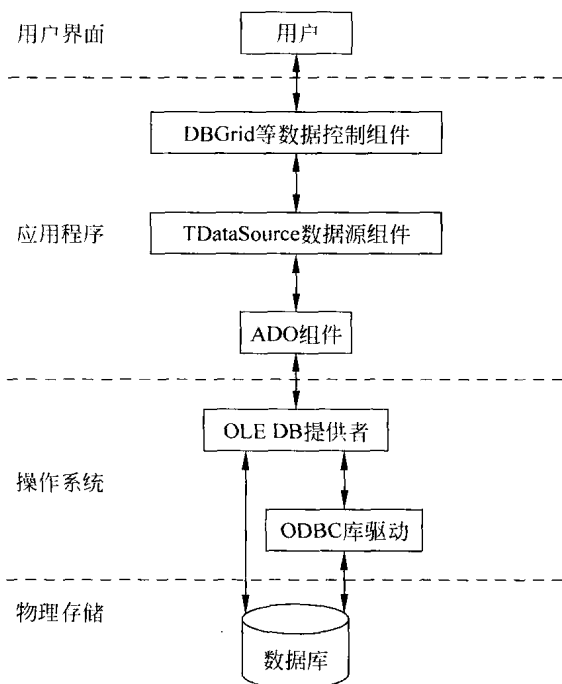 用户界面
用户
DBGrid等数据控制组件
应用程序
TDataSource数据源组件
ADO组件
OLE DB提供者
操作系统
ODBC库驱动
物理存储
数据库